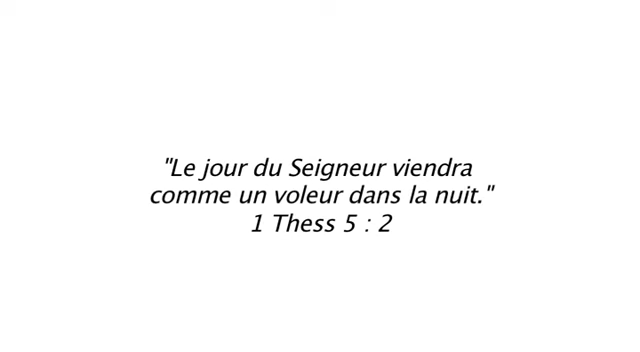 "Le jour du Seigneur viendra
comme un voleur dans la nuit."
1 Thess 5 : 2